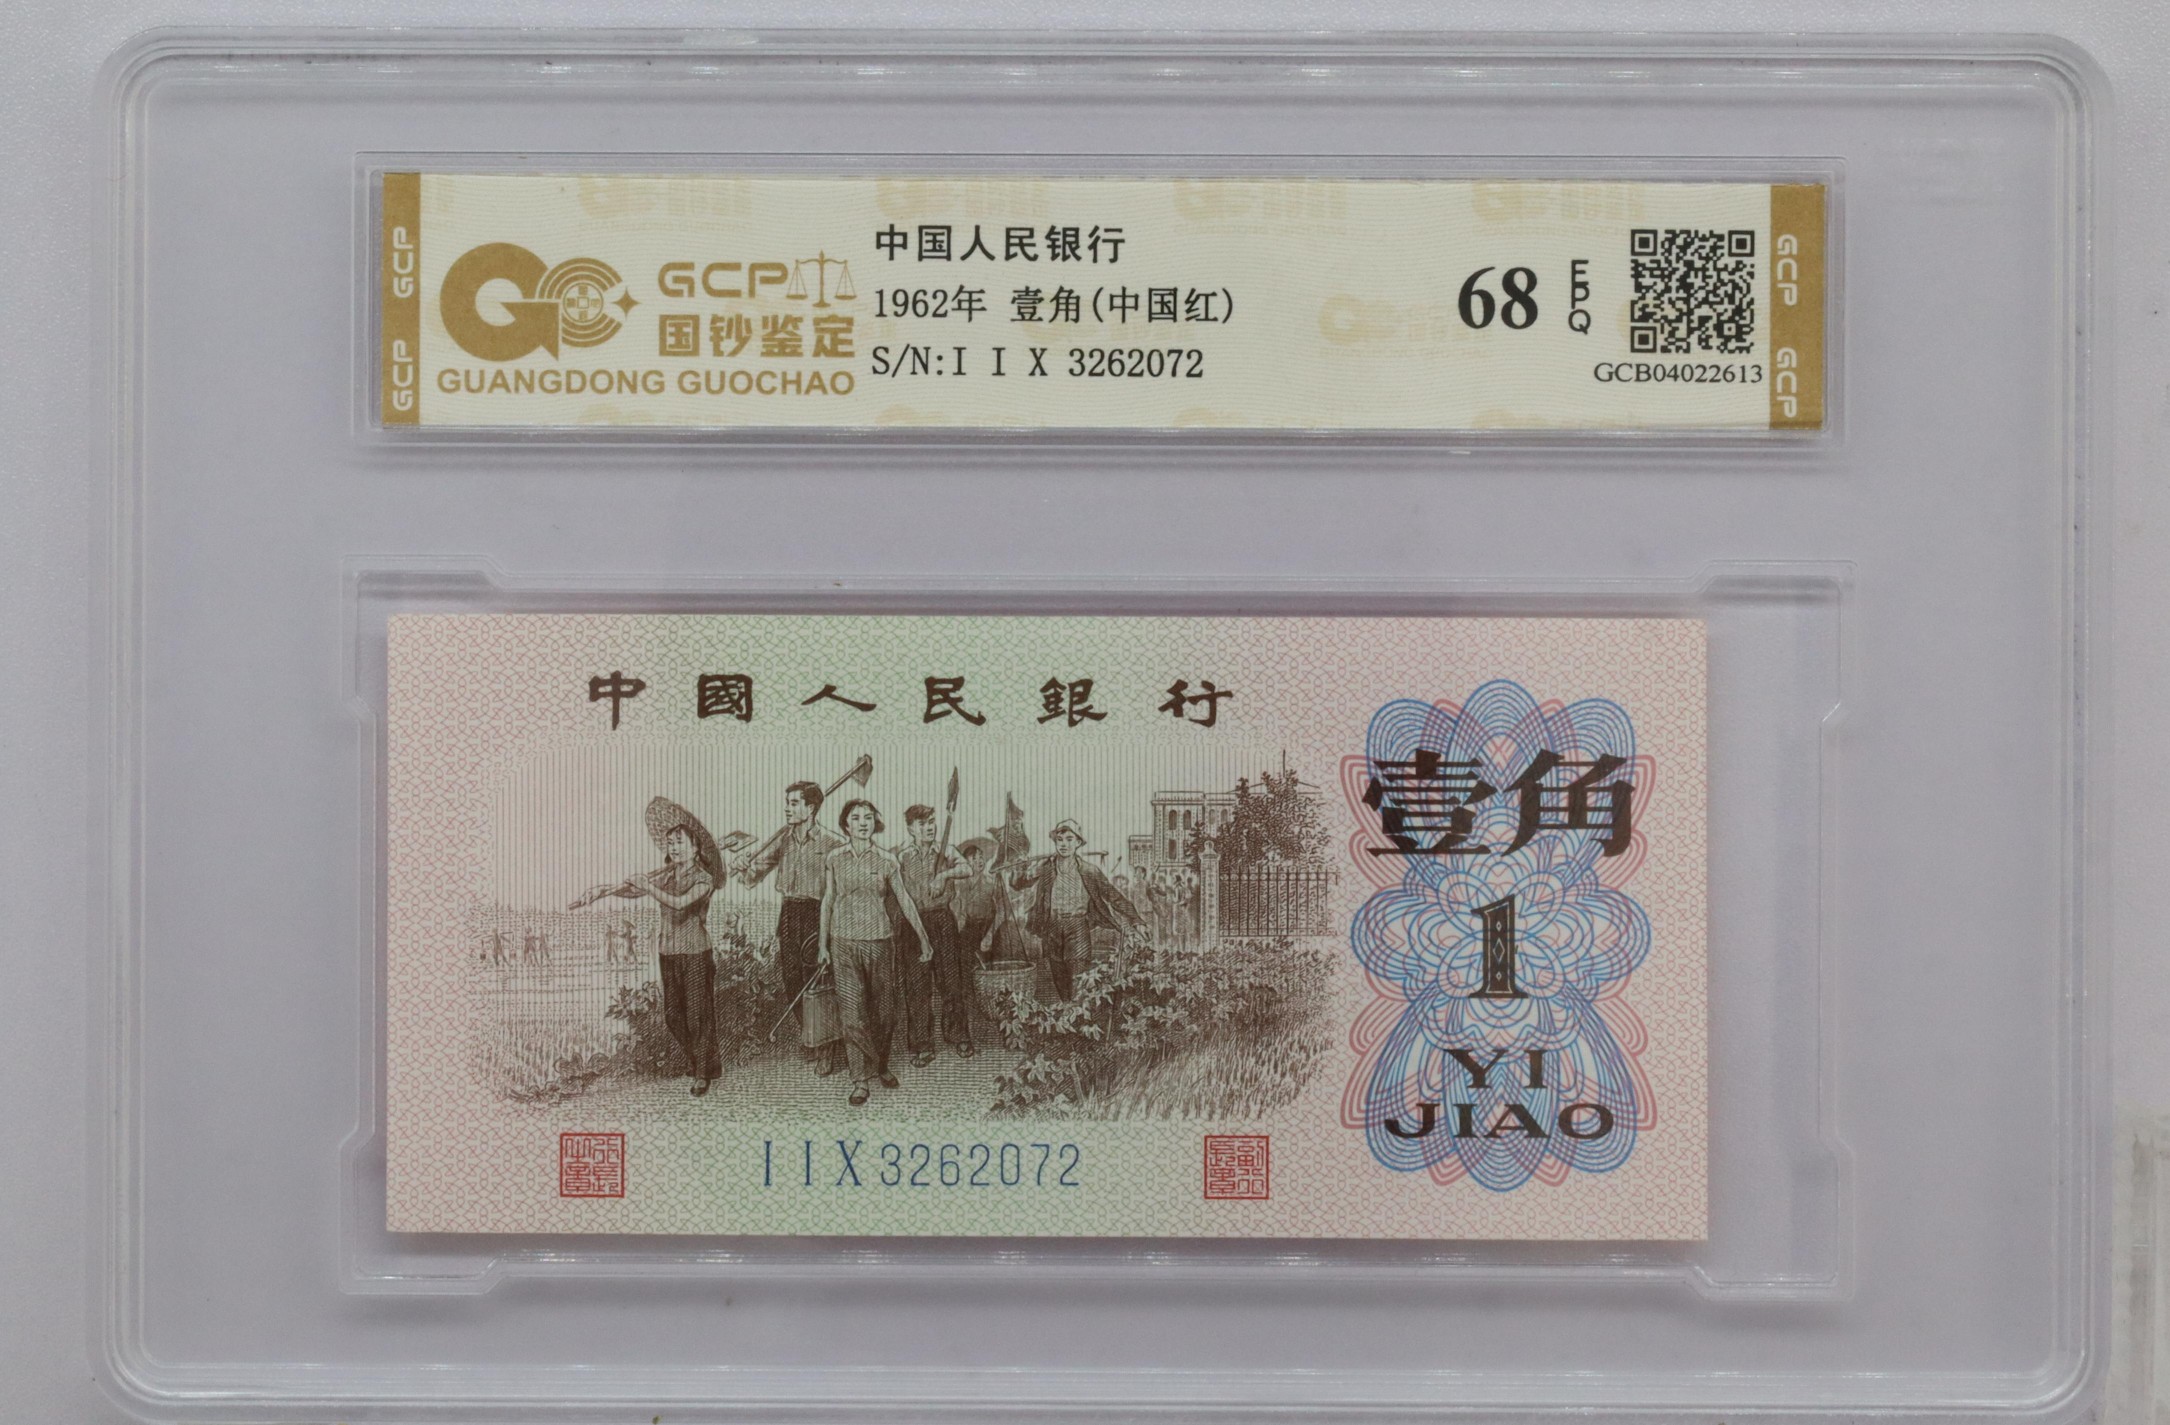 GCP
GCP
GCP
国钞鉴定
GUANGDONG GUOCHAO
中国人民银行
1962年 壹角(中国红)
S/N:I I X 3262072
68
EPQ
GCB04022613
GCP
GCP
中國人民銀行
壹角
1
YI
JIAO
I I X 3262072